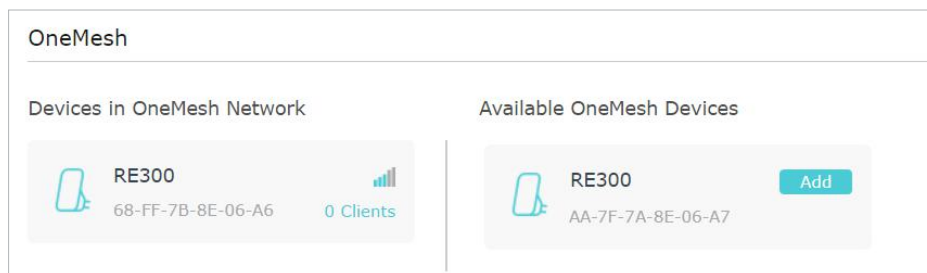 OneMesh
Devices in OneMesh Network
RE300
68-FF-7B-8E-06-A6
0 Clients
Available OneMesh Devices
RE300
Add
AA-7F-7A-8E-06-A7